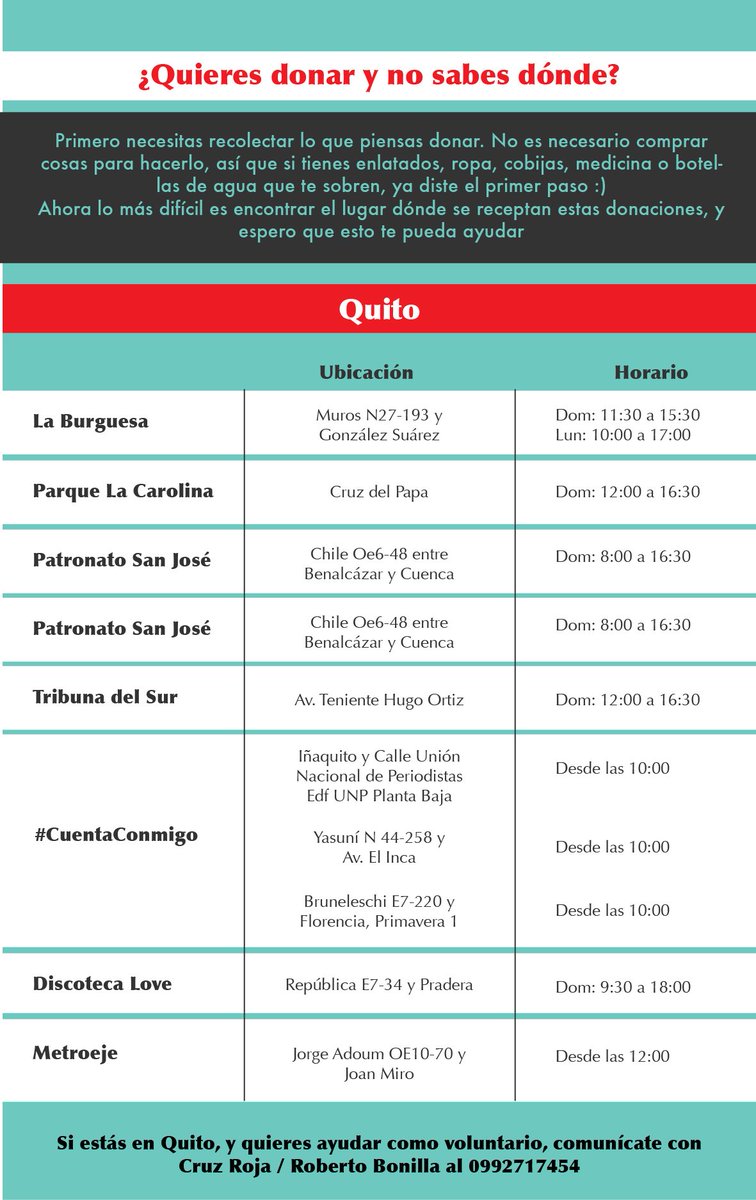 ¿Quieres donar y no sabes dónde?
Primero necesitas recolectar lo que piensas donar. No es necesario comprar
cosas para hacerlo, así que si tienes enlatados, ropa, cobijas, medicina o botel-
las de agua que te sobren, ya diste el primer paso :)
Ahora lo más difícil es encontrar el lugar dónde se receptan estas donaciones, y
espero que esto te pueda ayudar
Quito
Ubicación Horario
La Burguesa
Muros N27-193 y
González Suárez
Dom: 11:30 a 15:30
Lun: 10:00 a 17:00
Parque La Carolina
Cruz del Papa
Dom: 12:00 a 16:30
Patronato San José
Chile Oe6-48 entre
Benalcázar y Cuenca
Dom: 8:00 a 16:30
Patronato San José
Chile Oe6-48 entre
Benalcázar y Cuenca
Dom: 8:00 a 16:30
Tribuna del Sur
Av. Teniente Hugo Ortiz
Dom: 12:00 a 16:30
#CuentaConmigo
Iñaquito y Calle Unión
Nacional de Periodistas
Edf UNP Planta Baja
Desde las 10:00
Yasuní N 44-258 y
Av. El Inca
Desde las 10:00
Bruneleschi E7-220 y
Florencia, Primavera 1
Desde las 10:00
Discoteca Love
República E7-34 y Pradera
Dom: 9:30 a 18:00
Metroeje
Jorge Adoum OE10-70 y
Joan Miro
Desde las 12:00
Si estás en Quito, y quieres ayudar como voluntario, comunícate con
Cruz Roja / Roberto Bonilla al 0992717454